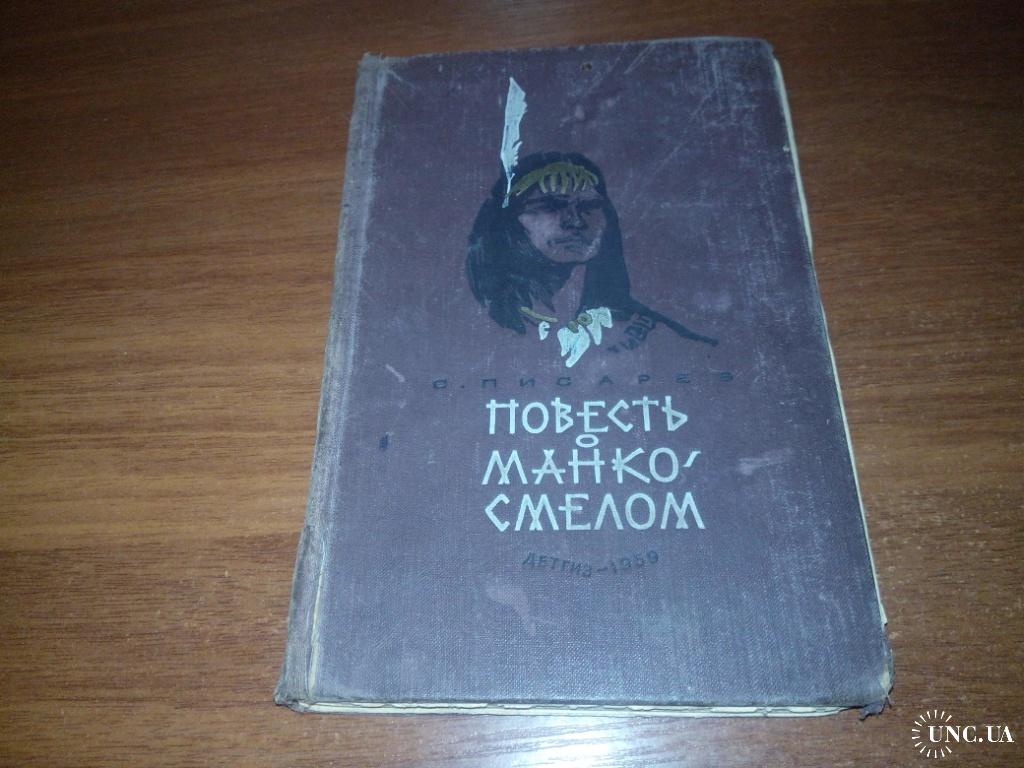 С. ПИСАРЕВ
ПОВЕСТЬ
О
МАНКО-
СМЕЛОМ
ДЕТГИЗ-1959
UNC.UA